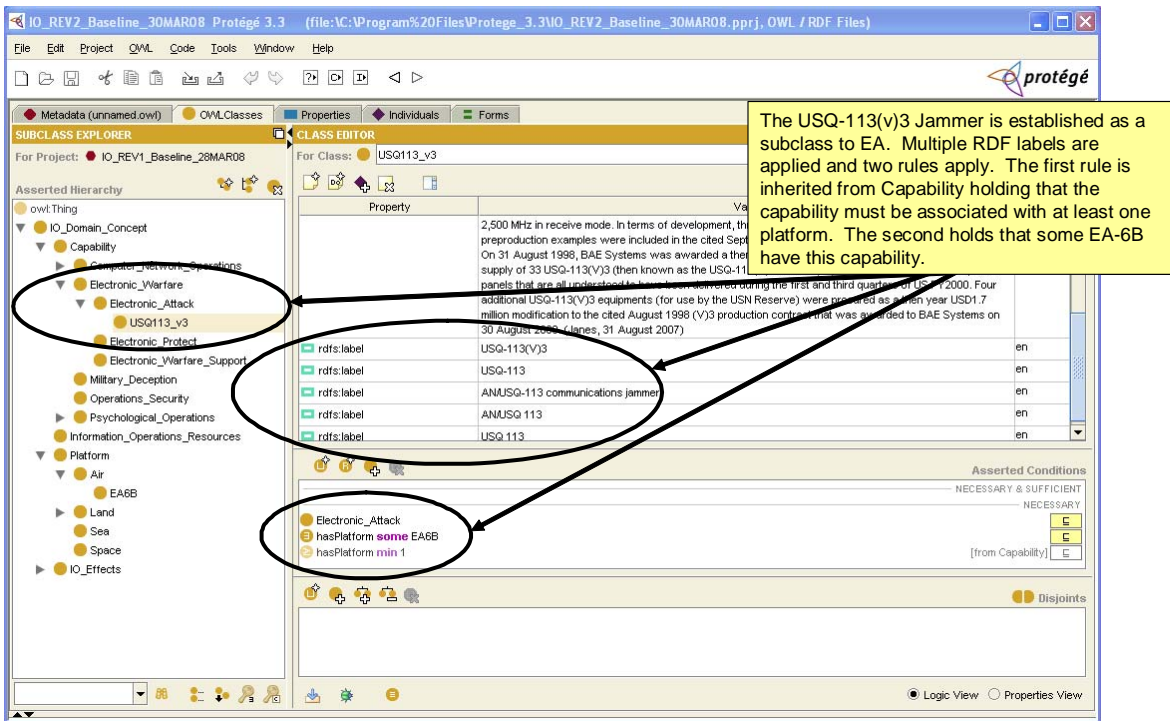 IO_REV2_Baseline_30MAR08 Protégé 3.3 (file:\C:\Program%20Files\Protege_3.3\IO_REV2_Baseline_30MAR08.pprj, OWL / RDF Files)
File Edit Project OWL Code Tools Window Help
protégé
Metadata (unnamed.owl) OWLClasses Properties Individuals Forms
The USQ-113(v)3 Jammer is established as a
subclass to EA. Multiple RDF labels are
applied and two rules apply. The first rule is
inherited from Capability holding that the
capability must be associated with at least one
platform. The second holds that some EA-6B
have this capability.
SUBCLASS EXPLORER
For Project: IO_REV1_Baseline_28MAR08
Asserted Hierarchy
owl:Thing
IO_Domain_Concept
Capability
Computer_Network_Operations
Electronic_Warfare
Electronic_Attack
USQ113_v3
Electronic_Protect
Electronic_Warfare_Support
Military_Deception
Operations_Security
Psychological_Operations
Information_Operations_Resources
Platform
Air
EA6B
Land
Sea
Space
IO_Effects
CLASS EDITOR
For Class: USQ113_v3
Property Va
2,500 MHz in receive mode. In terms of development, th
preproduction examples were included in the cited Sept
On 31 August 1998, BAE Systems was awarded a ther
supply of 33 USQ-113(V)3 (then known as the USQ-11
panels that are all understood to have been delivered during the first and third quarters of US FY2000. Four
additional USQ-113(V)3 equipments (for use by the USN Reserve) were prepared as a then year USD1.7
million modification to the cited August 1998 (V)3 production contract that was awarded to BAE Systems on
30 August 2000. (Janes, 31 August 2007)
rdfs:label USQ-113(V)3 en
rdfs:label USQ-113 en
rdfs:label AN/USQ-113 communications jammer en
rdfs:label AN/USQ 113 en
rdfs:label USQ 113 en
Asserted Conditions
NECESSARY & SUFFICIENT
NECESSARY
Electronic_Attack
hasPlatform some EA6B
hasPlatform min 1 [from Capability]
Disjoints
Logic View Properties View